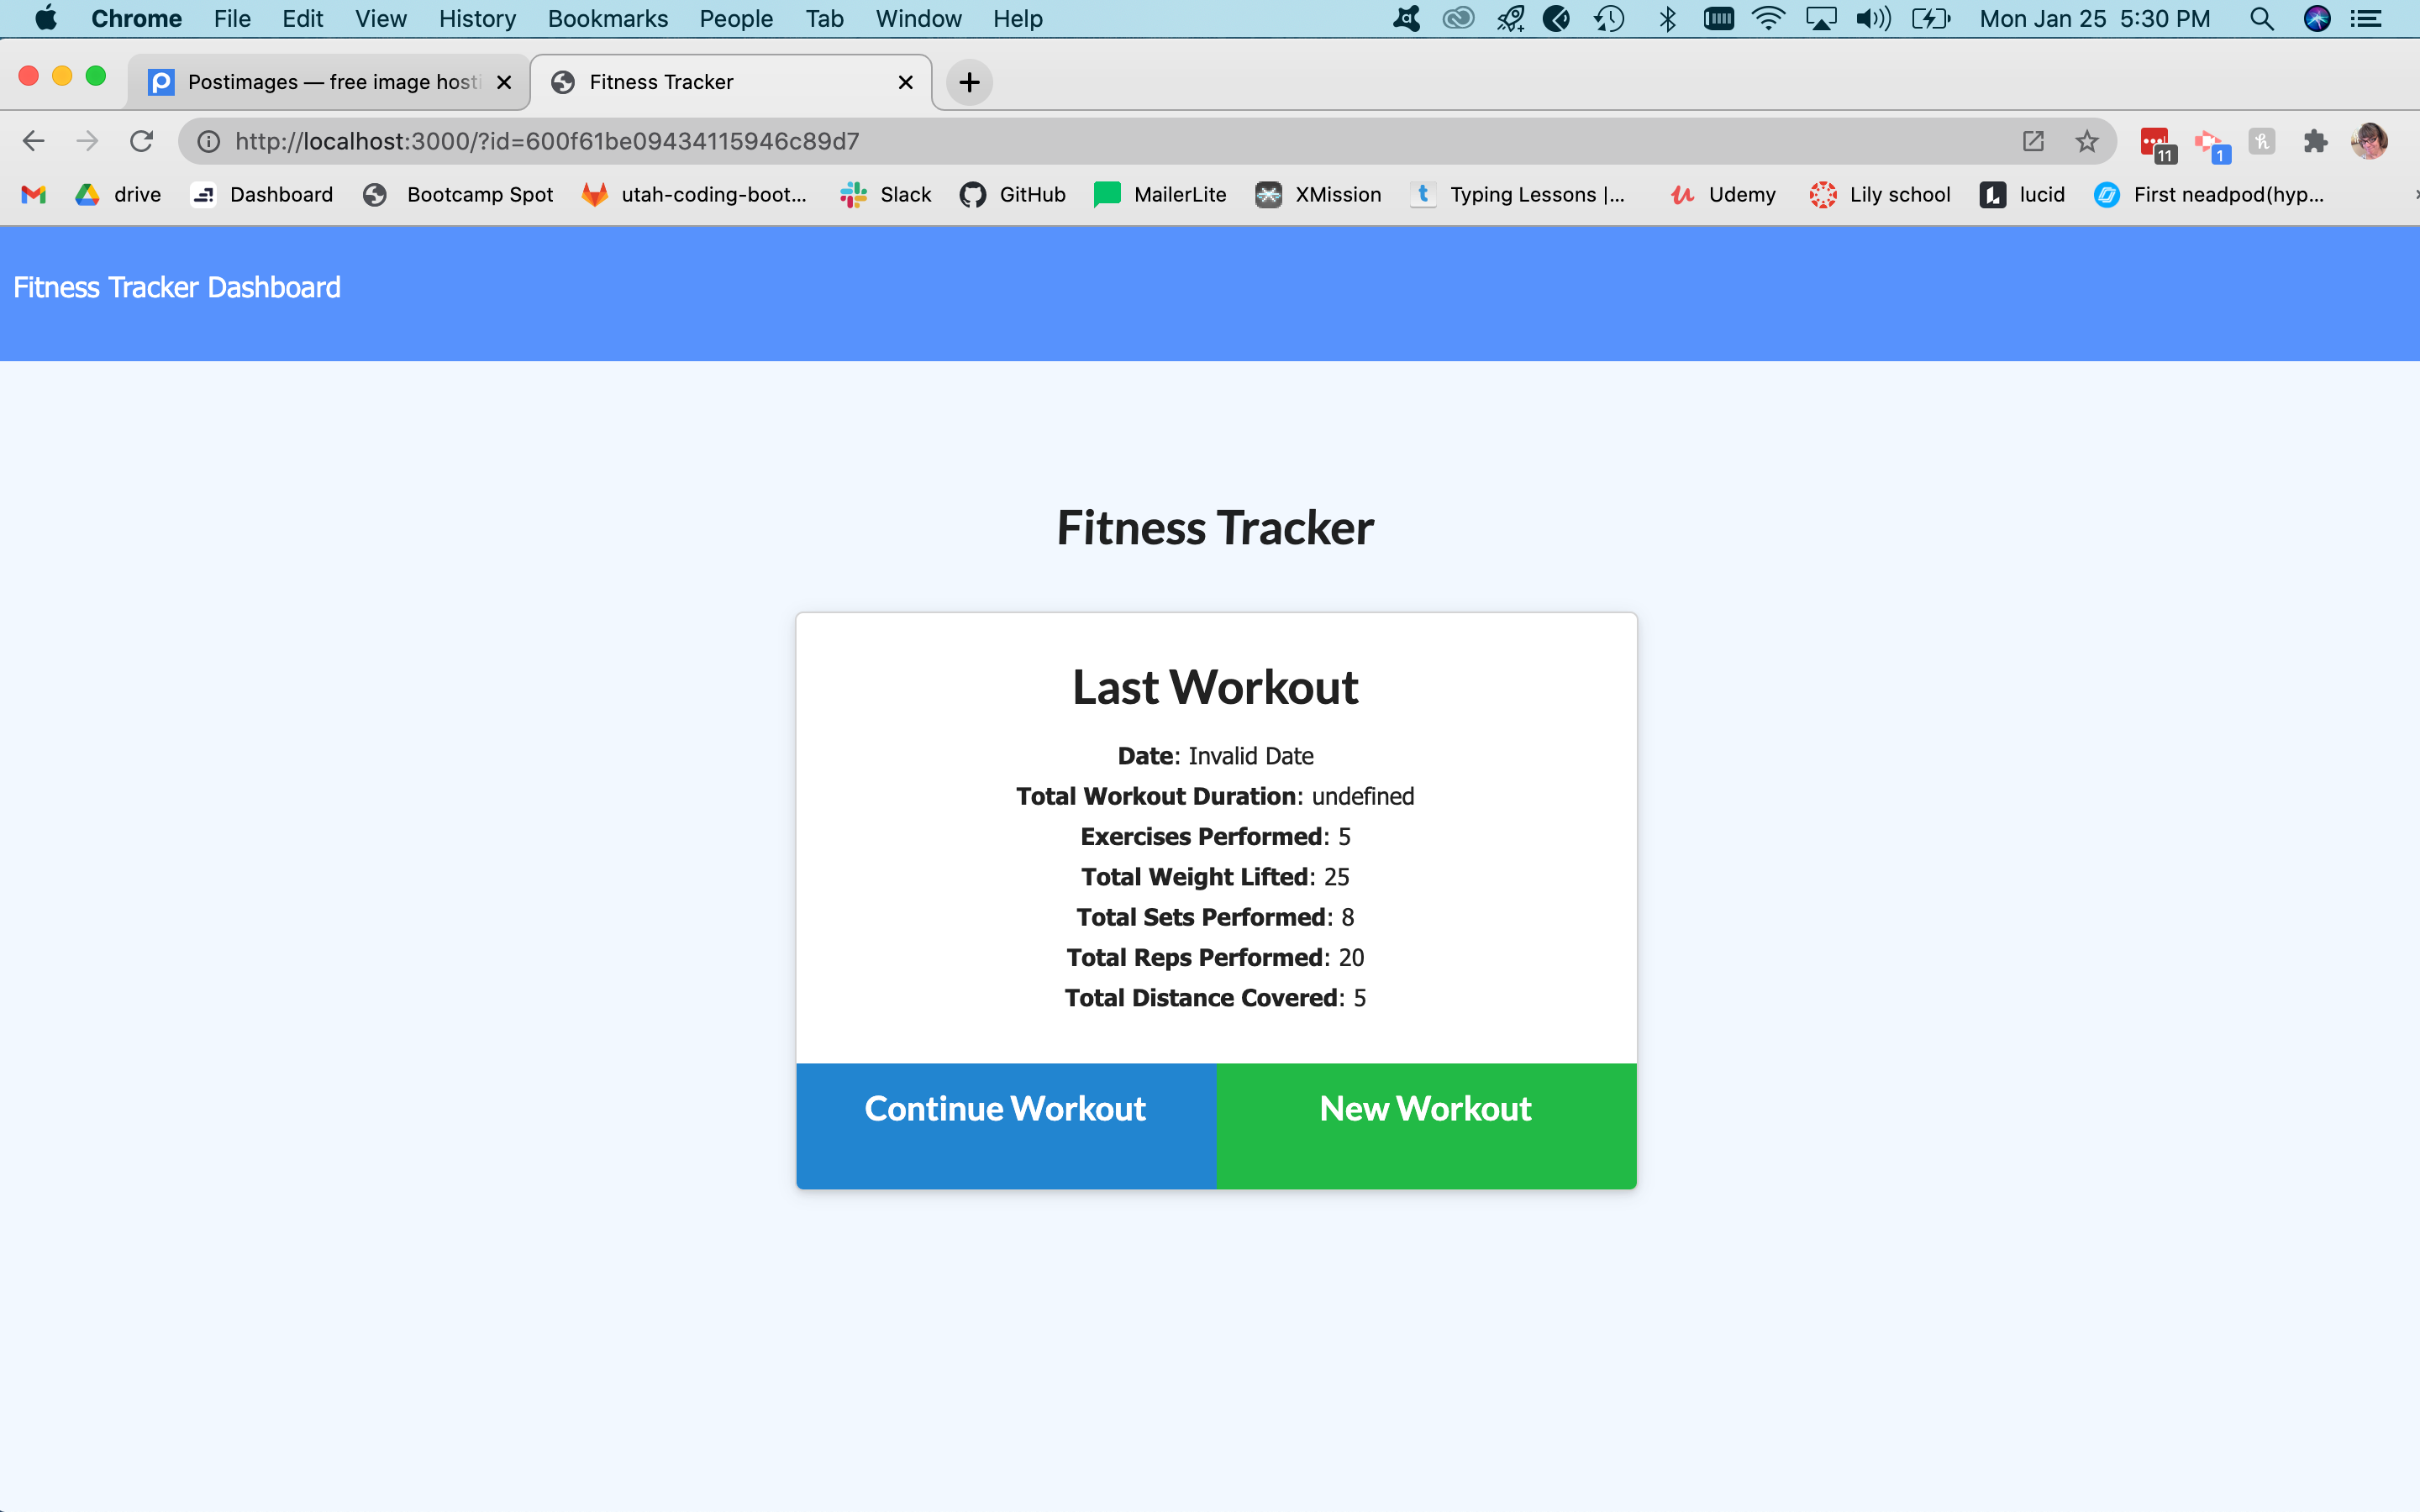 Chrome File Edit View History Bookmarks People Tab Window Help Mon Jan 25 5:30 PM
Postimages — free image hosti Fitness Tracker
http://localhost:3000/?id=600f61be09434115946c89d7 11 1
drive Dashboard Bootcamp Spot utah-coding-boot... Slack GitHub MailerLite XMission t Typing Lessons |... Udemy Lily school lucid First neadpod(hyp...
Fitness Tracker Dashboard
Fitness Tracker
Last Workout
Date: Invalid Date
Total Workout Duration: undefined
Exercises Performed: 5
Total Weight Lifted: 25
Total Sets Performed: 8
Total Reps Performed: 20
Total Distance Covered: 5
Continue Workout New Workout